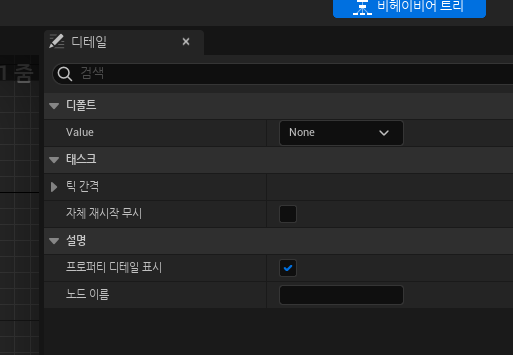 비헤이비어 트리
디테일
줌
검색
디폴트
Value None
태스크
틱 간격
자체 재시작 무시
설명
프로퍼티 디테일 표시
노드 이름